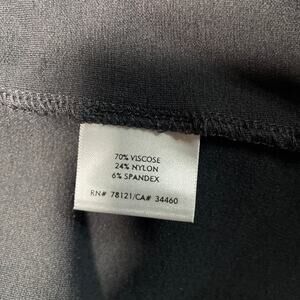 70% VISCOSE
24% NYLON
6% SPANDEX
RN# 78121/CA# 34460